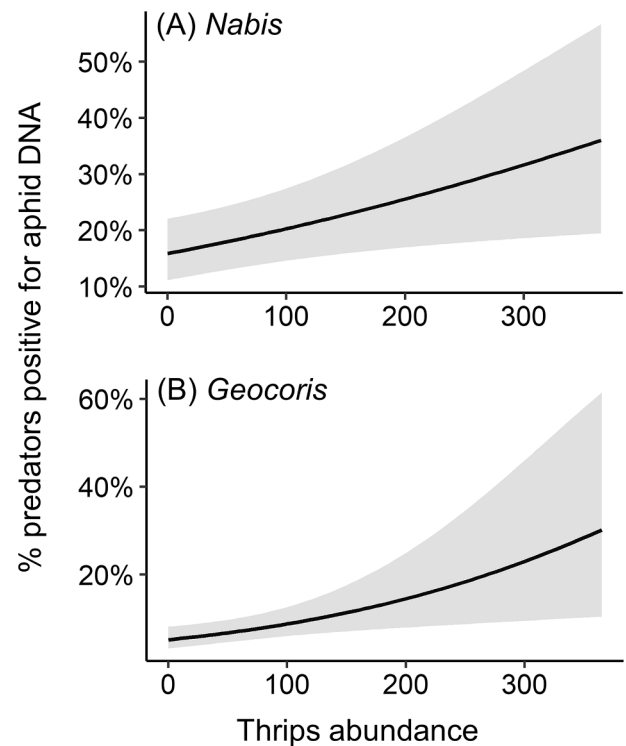 (A) Nabis
50%
40%
30%
20%
10%
0 100 200 300
(B) Geocoris
60%
40%
20%
0 100 200 300
% predators positive for aphid DNA
Thrips abundance